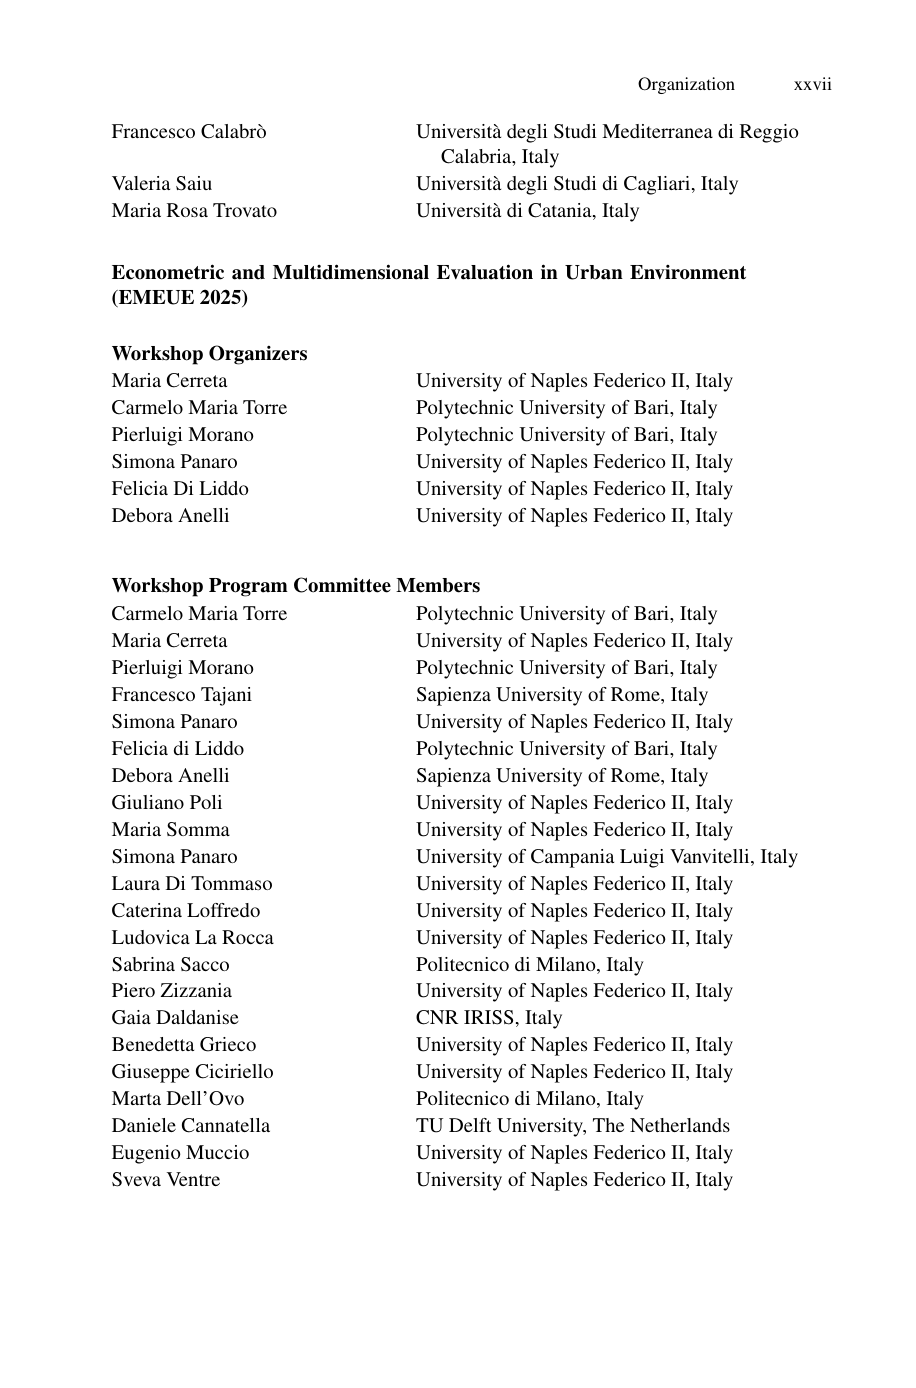 Organization xxvii
Francesco Calabrò Università degli Studi Mediterranea di Reggio
Calabria, Italy
Valeria Saiu Università degli Studi di Cagliari, Italy
Maria Rosa Trovato Università di Catania, Italy
Econometric and Multidimensional Evaluation in Urban Environment
(EMEUE 2025)
Workshop Organizers
Maria Cerreta University of Naples Federico II, Italy
Carmelo Maria Torre Polytechnic University of Bari, Italy
Pierluigi Morano Polytechnic University of Bari, Italy
Simona Panaro University of Naples Federico II, Italy
Felicia Di Liddo University of Naples Federico II, Italy
Debora Anelli University of Naples Federico II, Italy
Workshop Program Committee Members
Carmelo Maria Torre Polytechnic University of Bari, Italy
Maria Cerreta University of Naples Federico II, Italy
Pierluigi Morano Polytechnic University of Bari, Italy
Francesco Tajani Sapienza University of Rome, Italy
Simona Panaro University of Naples Federico II, Italy
Felicia di Liddo Polytechnic University of Bari, Italy
Debora Anelli Sapienza University of Rome, Italy
Giuliano Poli University of Naples Federico II, Italy
Maria Somma University of Naples Federico II, Italy
Simona Panaro University of Campania Luigi Vanvitelli, Italy
Laura Di Tommaso University of Naples Federico II, Italy
Caterina Loffredo University of Naples Federico II, Italy
Ludovica La Rocca University of Naples Federico II, Italy
Sabrina Sacco Politecnico di Milano, Italy
Piero Zizzania University of Naples Federico II, Italy
Gaia Daldanise CNR IRISS, Italy
Benedetta Grieco University of Naples Federico II, Italy
Giuseppe Ciciriello University of Naples Federico II, Italy
Marta Dell’Ovo Politecnico di Milano, Italy
Daniele Cannatella TU Delft University, The Netherlands
Eugenio Muccio University of Naples Federico II, Italy
Sveva Ventre University of Naples Federico II, Italy